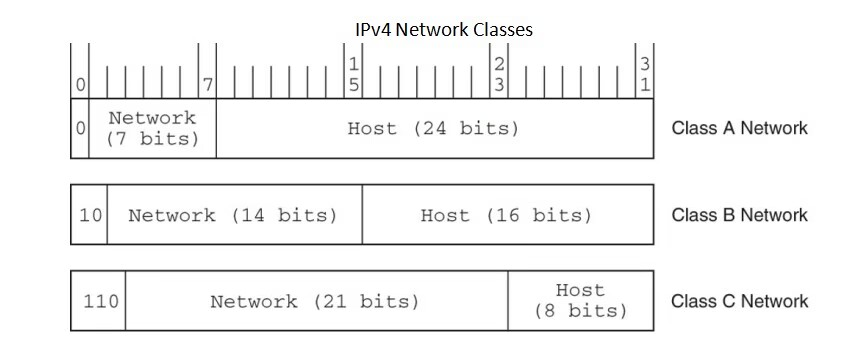 IPv4 Network Classes
0 7 15 23 31
0 Network (7 bits) Host (24 bits) Class A Network
10 Network (14 bits) Host (16 bits) Class B Network
110 Network (21 bits) Host (8 bits) Class C Network